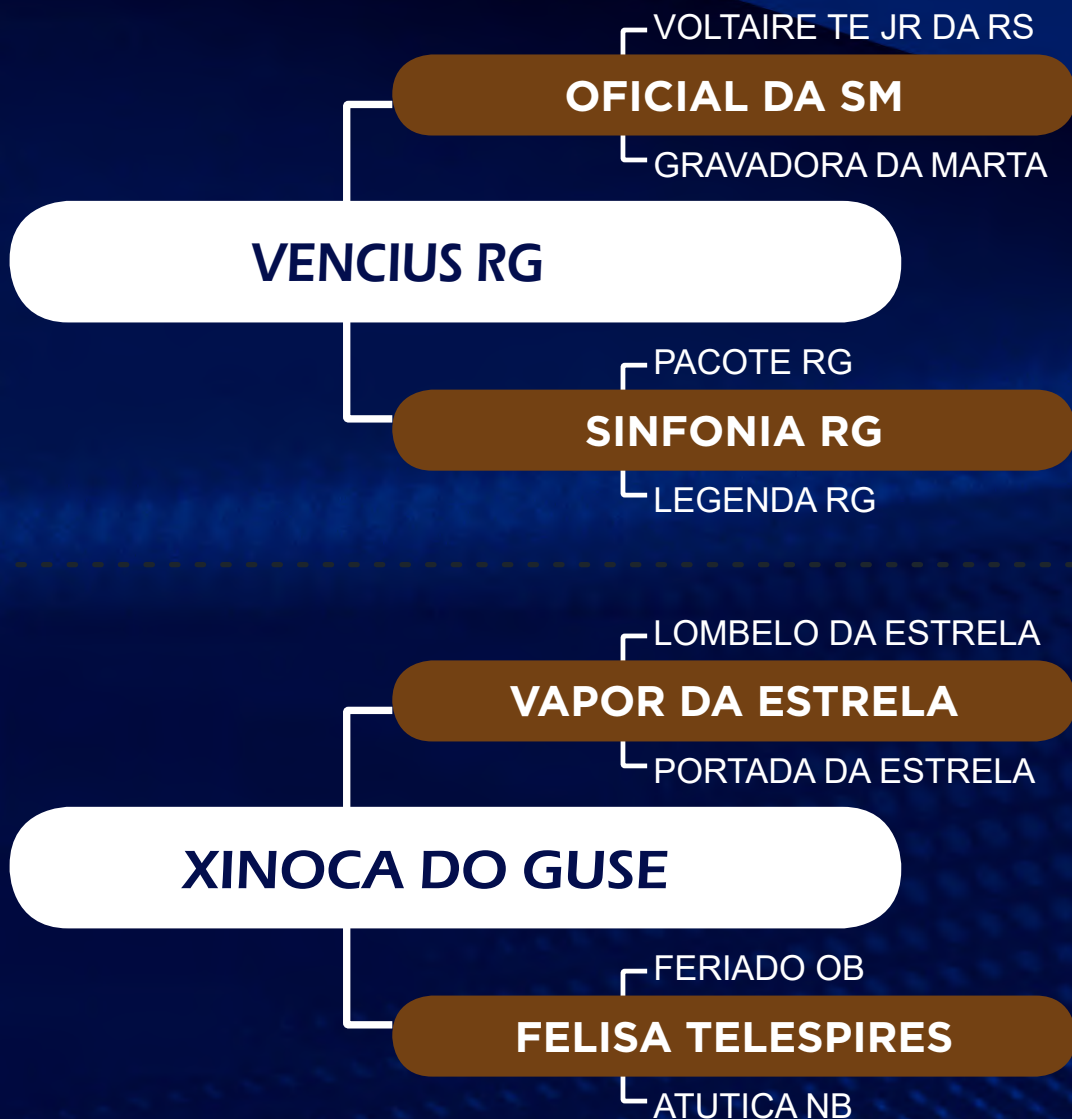 VOLTAIRE TE JR DA RS
OFICIAL DA SM
GRAVADORA DA MARTA
VENCIUS RG
PACOTE RG
SINFONIA RG
LEGENDA RG
LOMBELO DA ESTRELA
VAPOR DA ESTRELA
PORTADA DA ESTRELA
XINOCA DO GUSE
FERIADO OB
FELISA TELESPIRES
ATUTICA NB